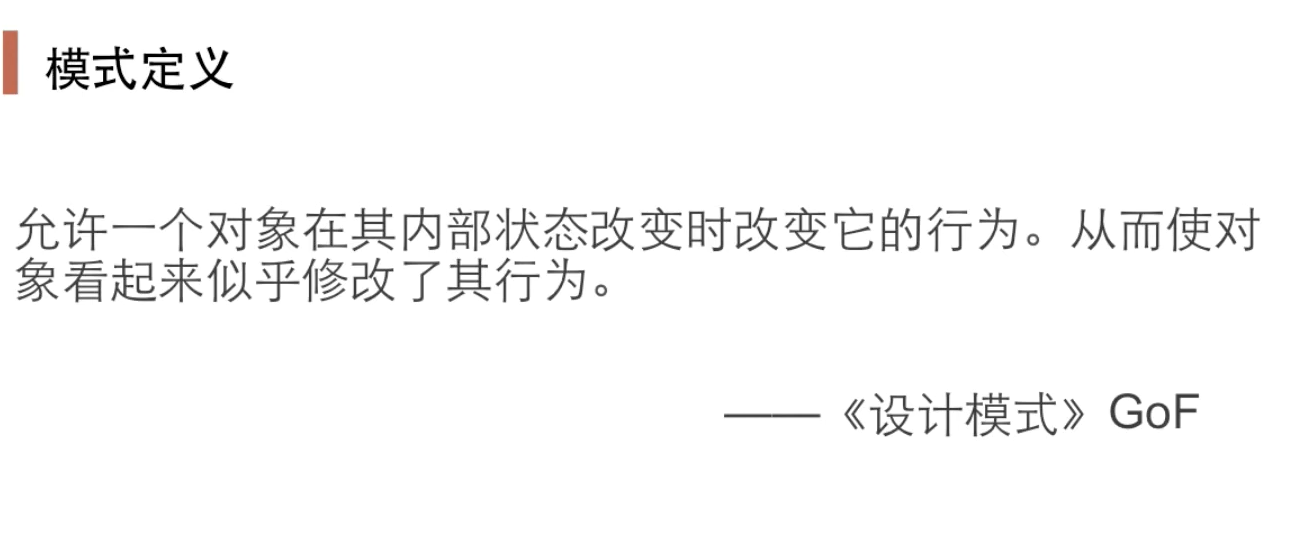 模式定义
允许一个对象在其内部状态改变时改变它的行为。从而使对
象看起来似乎修改了其行为。
——《设计模式》GoF